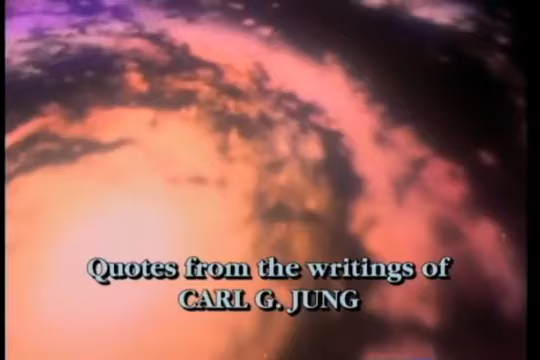 Quotes from the writings of
CARL G. JUNG